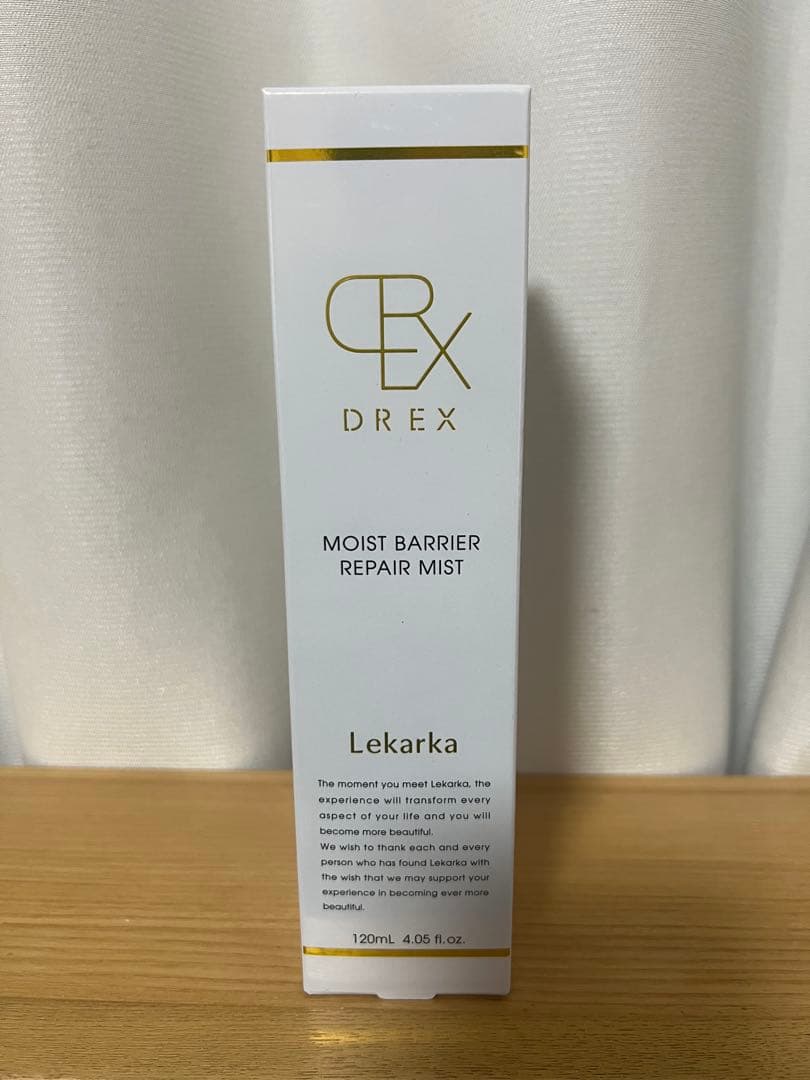 DREX
DREX
MOIST BARRIER
REPAIR MIST
Lekarka
The moment you meet Lekarka, the
experience will transform every
aspect of your life and you will
become more beautiful.
We wish to thank each and every
person who has found Lekarka with
the wish that we may support your
experience in becoming ever more
beautiful.
120mL 4.05 fl.oz.